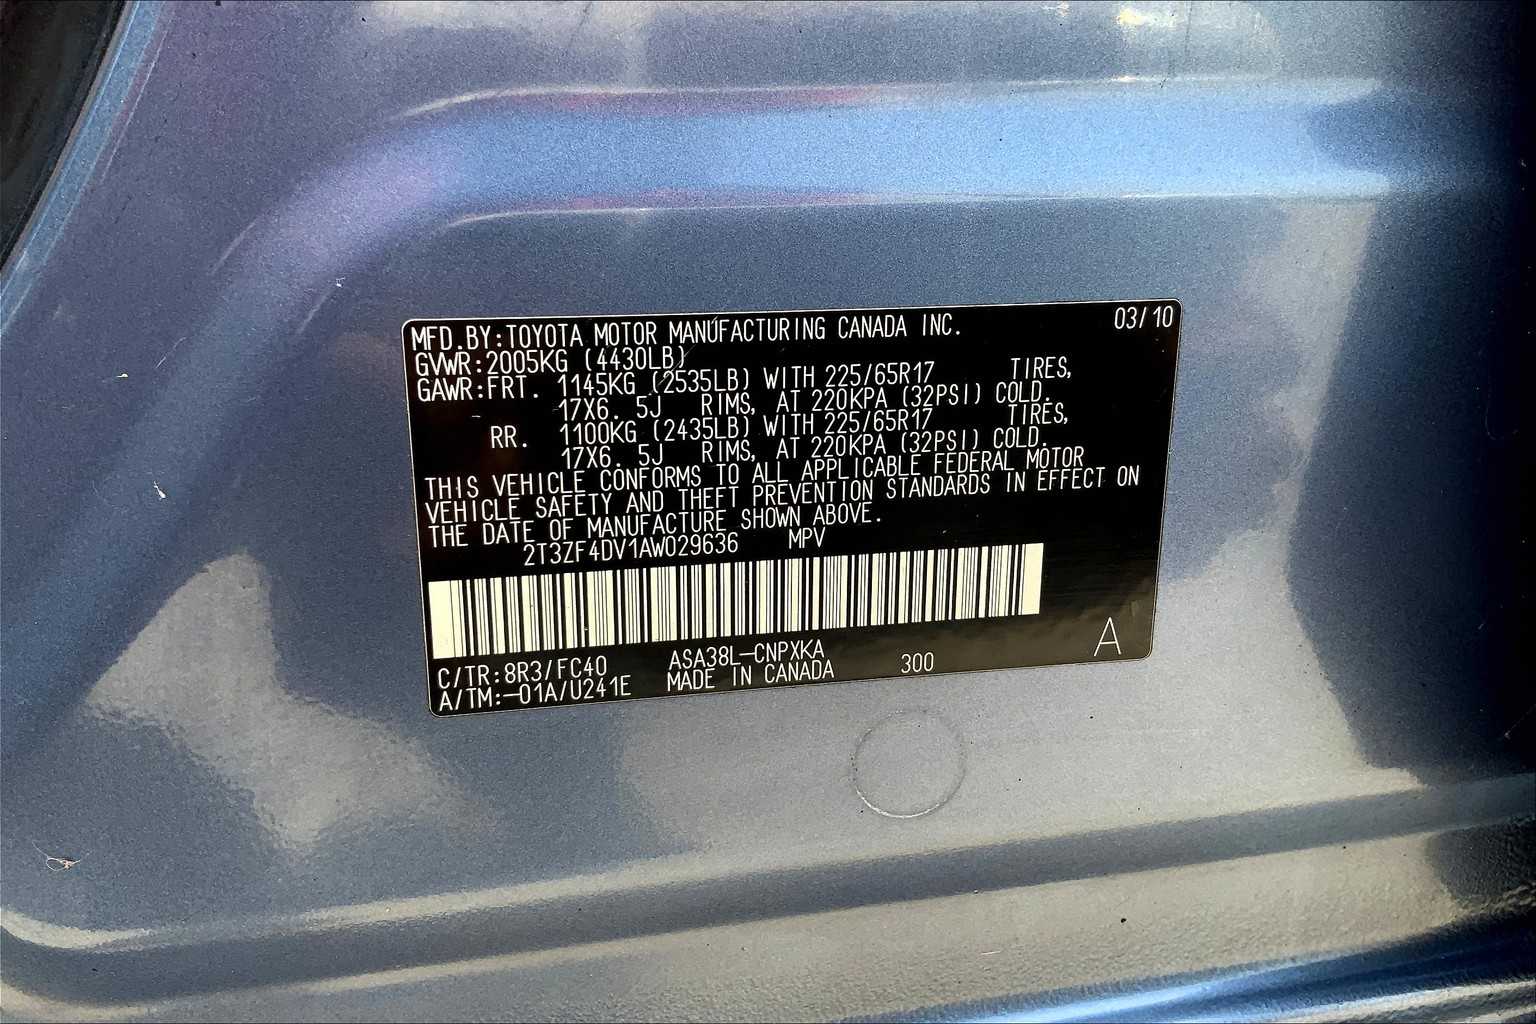 MFD.BY:TOYOTA MOTOR MANUFACTURING CANADA INC. 03/10
GVWR:2005KG (4430LB)
GAWR:FRT. 1145KG (2535LB) WITH 225/65R17 TIRES,
17X6. 5J RIMS, AT 220KPA (32PSI) COLD.
RR. 1100KG (2435LB) WITH 225/65R17 TIRES,
17X6. 5J RIMS, AT 220KPA (32PSI) COLD.
THIS VEHICLE CONFORMS TO ALL APPLICABLE FEDERAL MOTOR
VEHICLE SAFETY AND THEFT PREVENTION STANDARDS IN EFFECT ON
THE DATE OF MANUFACTURE SHOWN ABOVE.
2T3ZF4DV1AW029636 MPV
C/TR:8R3/FC40 ASA38L-CNPXKA 300 A
A/TM:-01A/U241E MADE IN CANADA